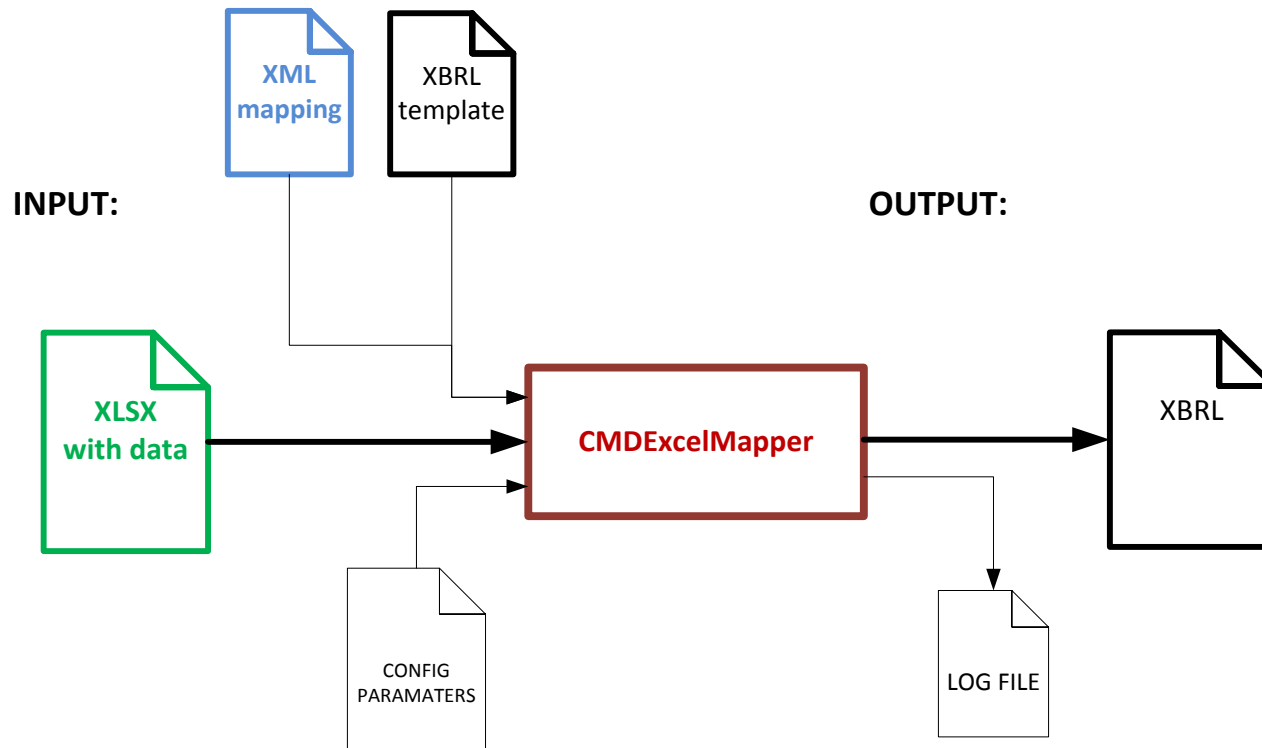 XML
mapping
XBRL
template
INPUT:
OUTPUT:
XLSX
with data
CMDExcelMapper
XBRL
CONFIG
PARAMATERS
LOG FILE